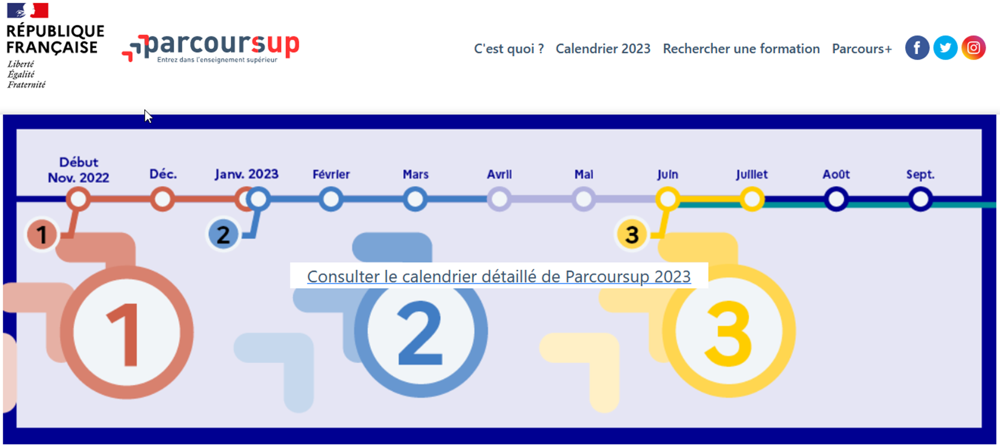 RÉPUBLIQUE
FRANÇAISE
Liberté
Égalité
Fraternité
parcoursup
Entrez dans l'enseignement supérieur
C'est quoi ? Calendrier 2023 Rechercher une formation Parcours+
Début
Nov. 2022 Déc. Janv. 2023 Février Mars Avril Mai Juin Juillet Août Sept.
1 2 3
Consulter le calendrier détaillé de Parcoursup 2023
1 2 3